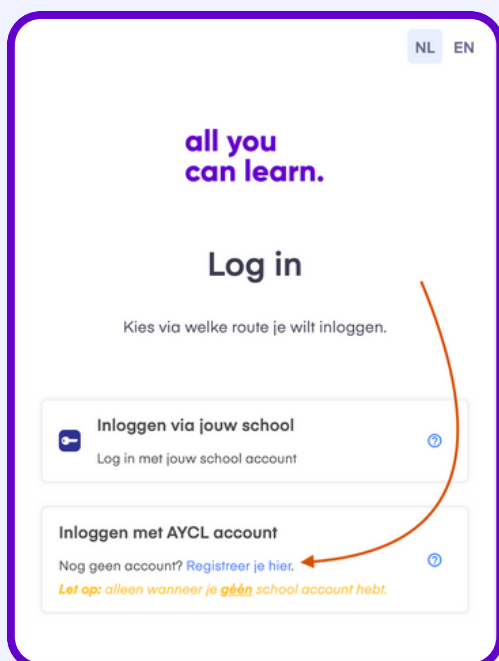 NL EN
all you
can learn.
Log in
Kies via welke route je wilt inloggen.
Inloggen via jouw school
Log in met jouw school account
Inloggen met AYCL account
Nog geen account? Registreer je hier.
Let op: alleen wanneer je géén school account hebt.